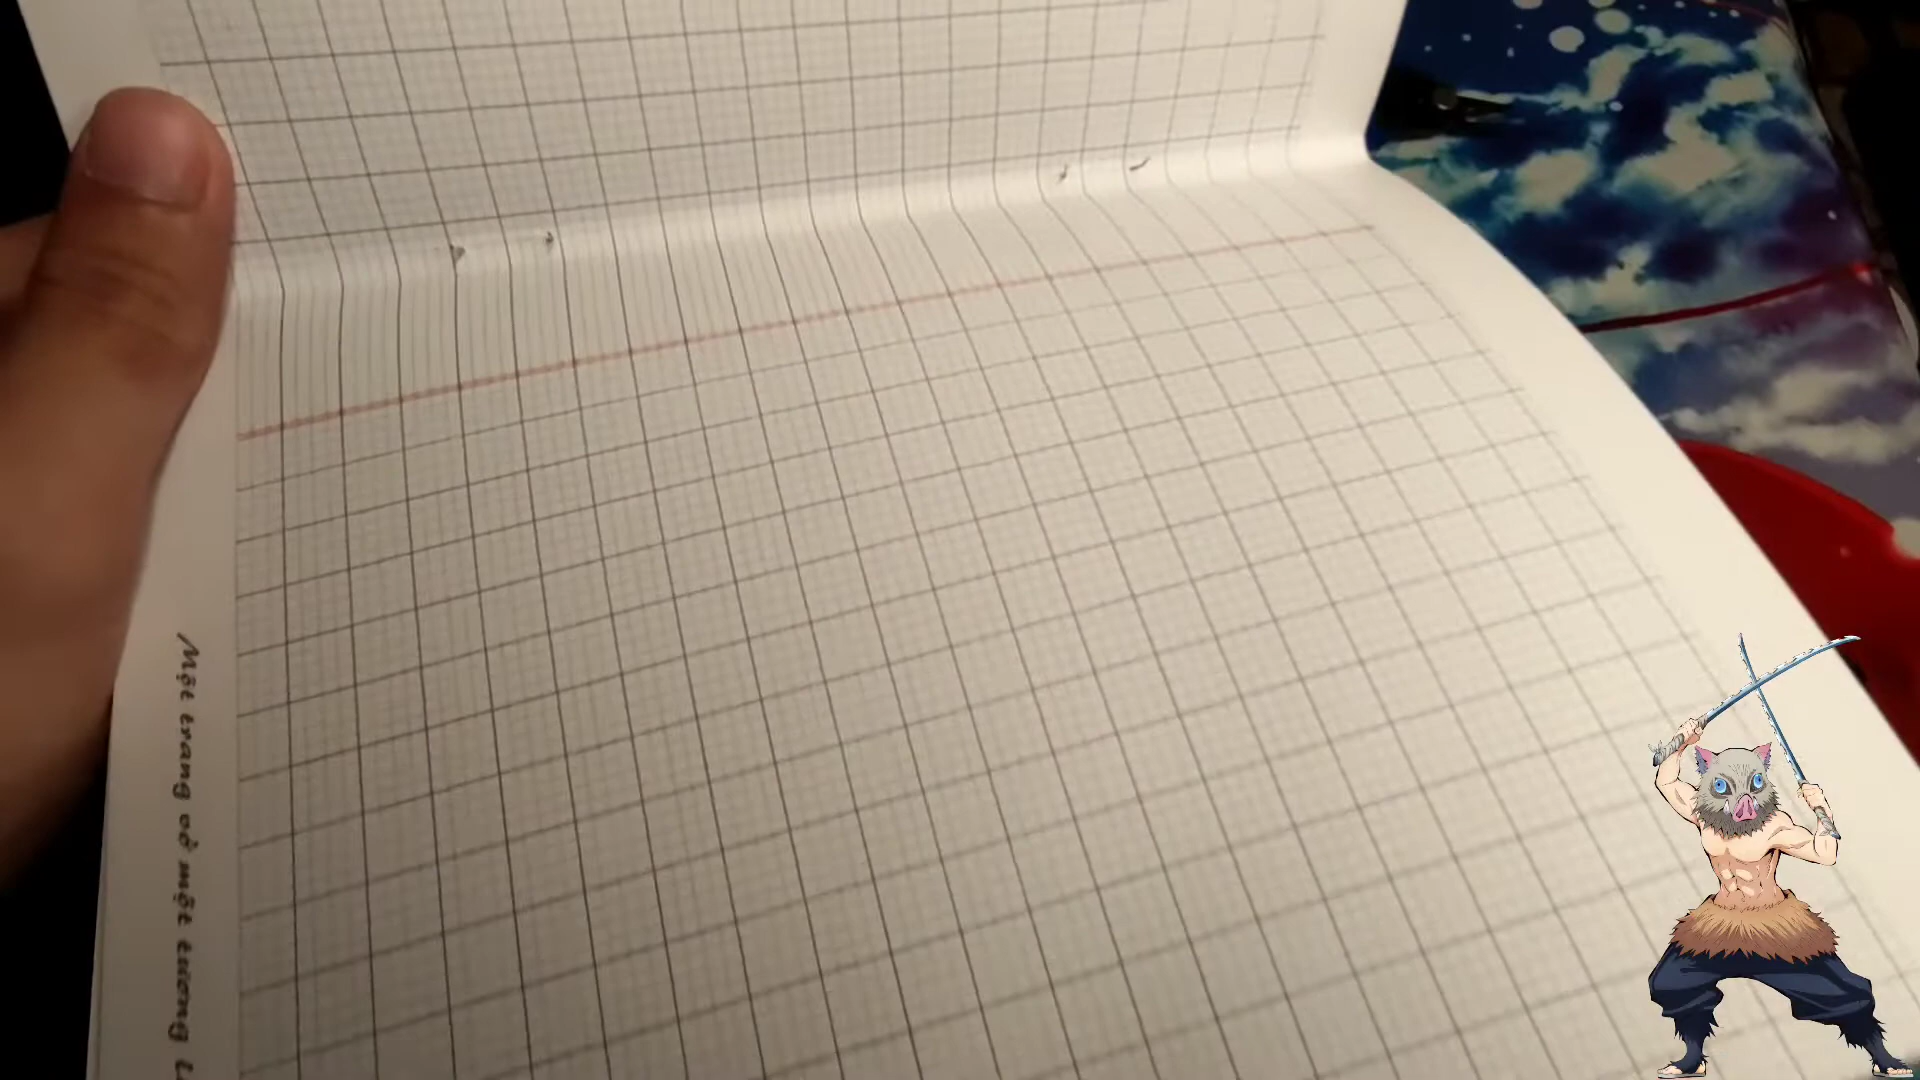 Một trang vở một tương